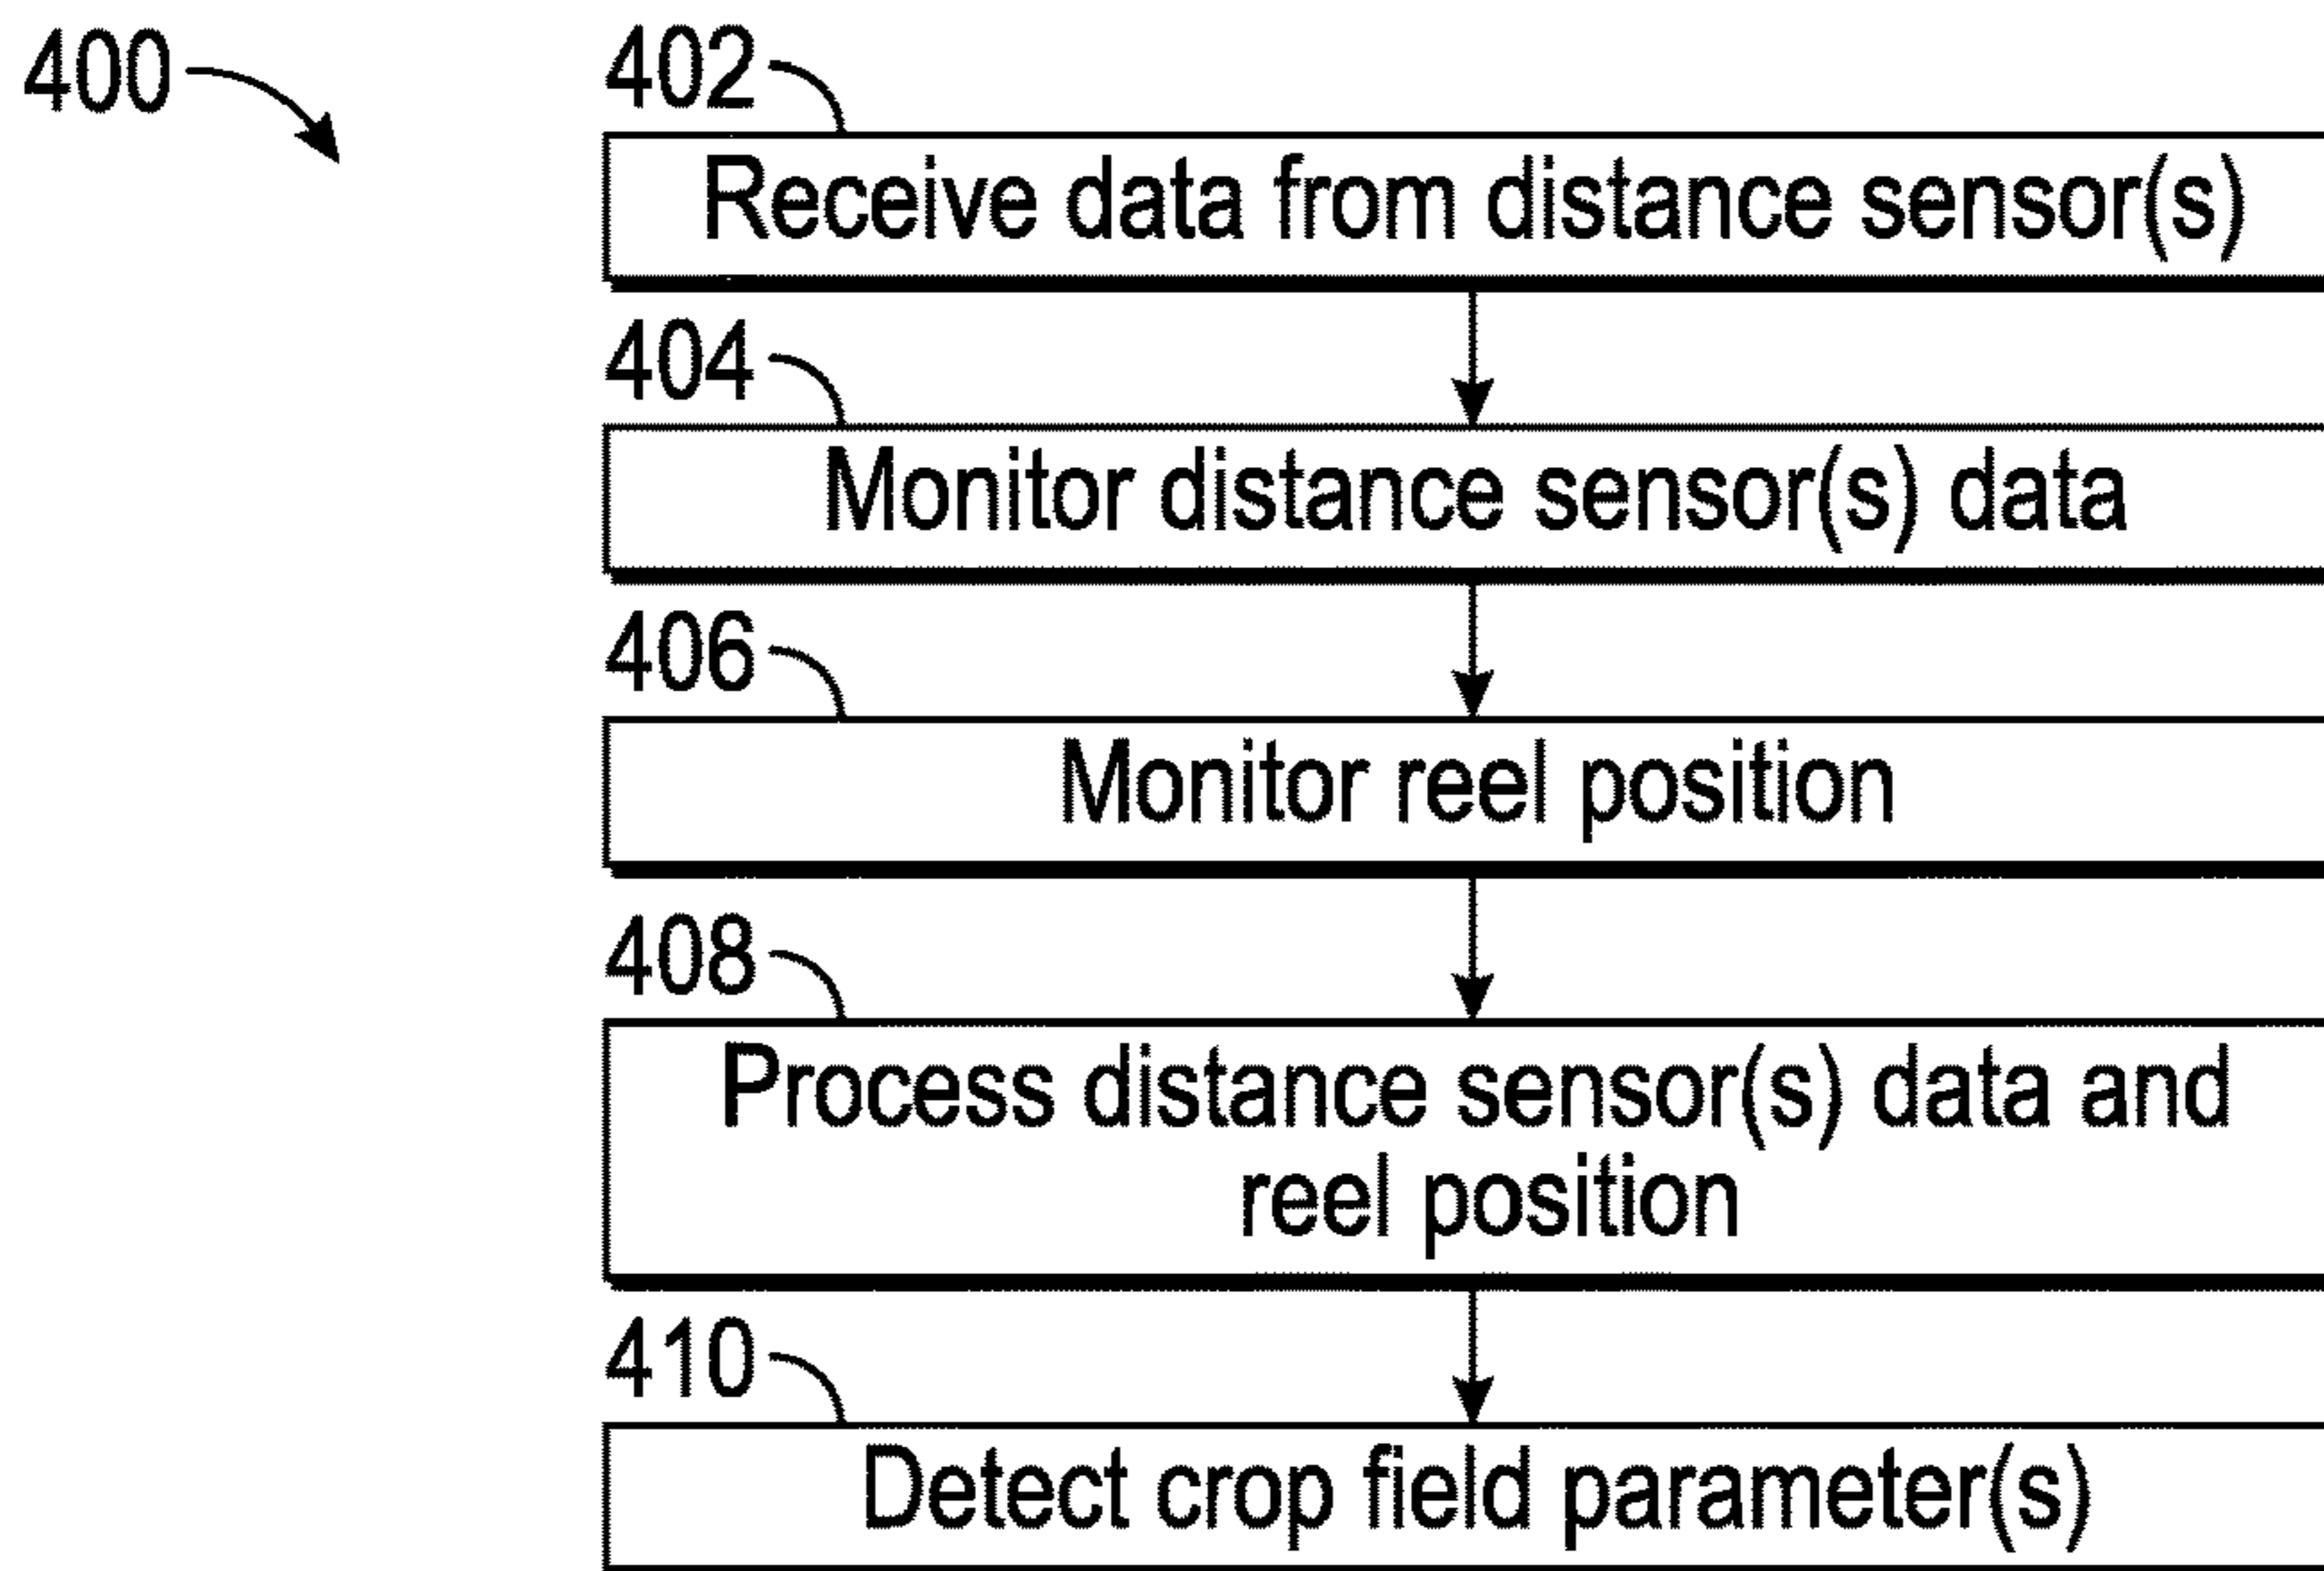 400
402
Receive data from distance sensor(s)
404
Monitor distance sensor(s) data
406
Monitor reel position
408
Process distance sensor(s) data and
reel position
410
Detect crop field parameter(s)